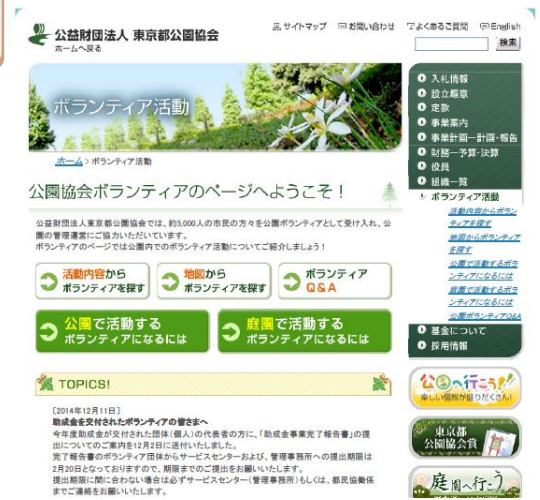 公益財団法人 東京都公園協会
ホームへ戻る
サイトマップ お問い合わせ よくあるご質問 English
検索
ボランティア活動
ホーム > ボランティア活動
公園協会ボランティアのページへようこそ！
公益財団法人東京都公園協会では、約5,000人の市民の方々を公園ボランティアとして受け入れ、公
園の管理運営にご協力いただいています。
ボランティアのページでは公園内でのボランティア活動についてご紹介しましょう！
活動内容から
ボランティアを探す
地図から
ボランティアを探す
ボランティア
Q&A
公園で活動する
ボランティアになるには
庭園で活動する
ボランティアになるには
TOPICS!
［2014年12月11日］
助成金を交付されたボランティアの皆さまへ
今年度助成金が交付された団体（個人）の代表者の方に、「助成金事業完了報告書」の提
出についてのご案内を12月2日に送付いたしました。
完了報告書のボランティア団体からサービスセンターおよび、管理事務所への提出期限は
2月20日となっておりますので、期限までのご提出をお願いいたします。
提出期限に間に合わない場合は必ずサービスセンター（管理事務所）もしくは、都民協働係
までご連絡をお願いいたします。
入札情報
設立趣意
定款
事業案内
事業計画―計画・報告
財務―予算・決算
役員
組織一覧
ボランティア活動
活動内容からボラン
ティアを探す
地図からボランティア
を探す
公園で活動するボラ
ンティアになるには
庭園で活動するボラ
ンティアになるには
公園ボランティアQ&A
基金について
採用情報
公園へ行こう！
楽しい情報が盛りだくさん！
東京都
公園協会賞
庭園へ行こう